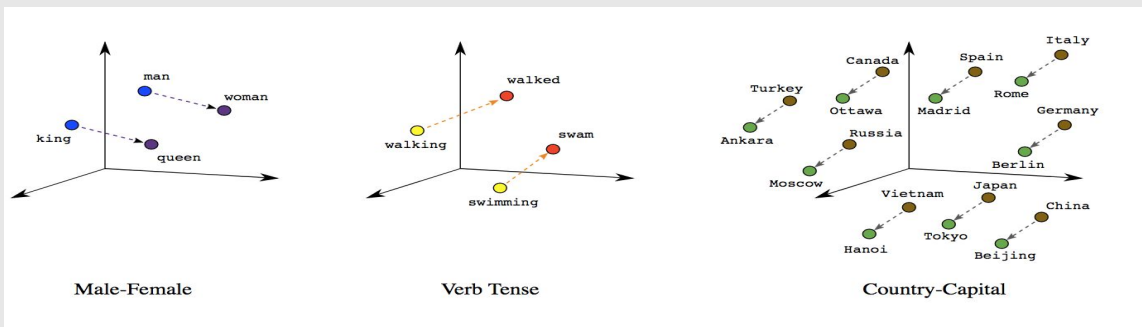 man
woman
king
queen
Male-Female
walked
walking
swam
swimming
Verb Tense
Italy
Spain
Canada
Rome
Turkey
Madrid
Ottawa
Germany
Ankara
Russia
Berlin
Moscow
Japan
Vietnam
China
Tokyo
Hanoi
Beijing
Country-Capital